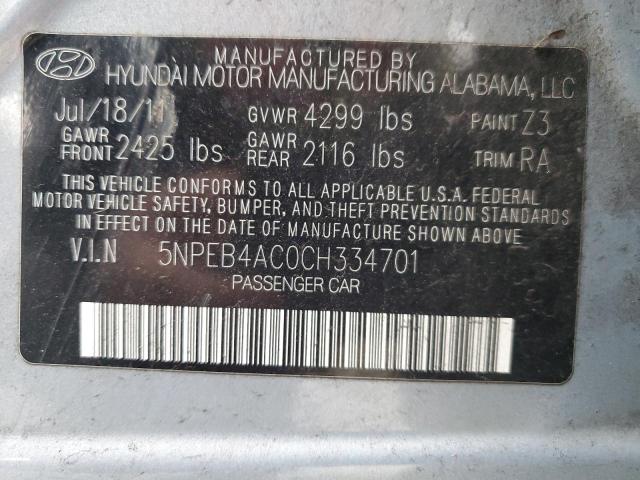 MANUFACTURED BY
HYUNDAI MOTOR MANUFACTURING ALABAMA, LLC
Jul/18/11 GVWR 4299 lbs PAINT Z3
GAWR FRONT 2425 lbs GAWR REAR 2116 lbs TRIM RA
THIS VEHICLE CONFORMS TO ALL APPLICABLE U.S.A. FEDERAL
MOTOR VEHICLE SAFETY, BUMPER, AND THEFT PREVENTION STANDARDS
IN EFFECT ON THE DATE OF MANUFACTURE SHOWN ABOVE.
V.I.N 5NPEB4AC0CH334701
PASSENGER CAR